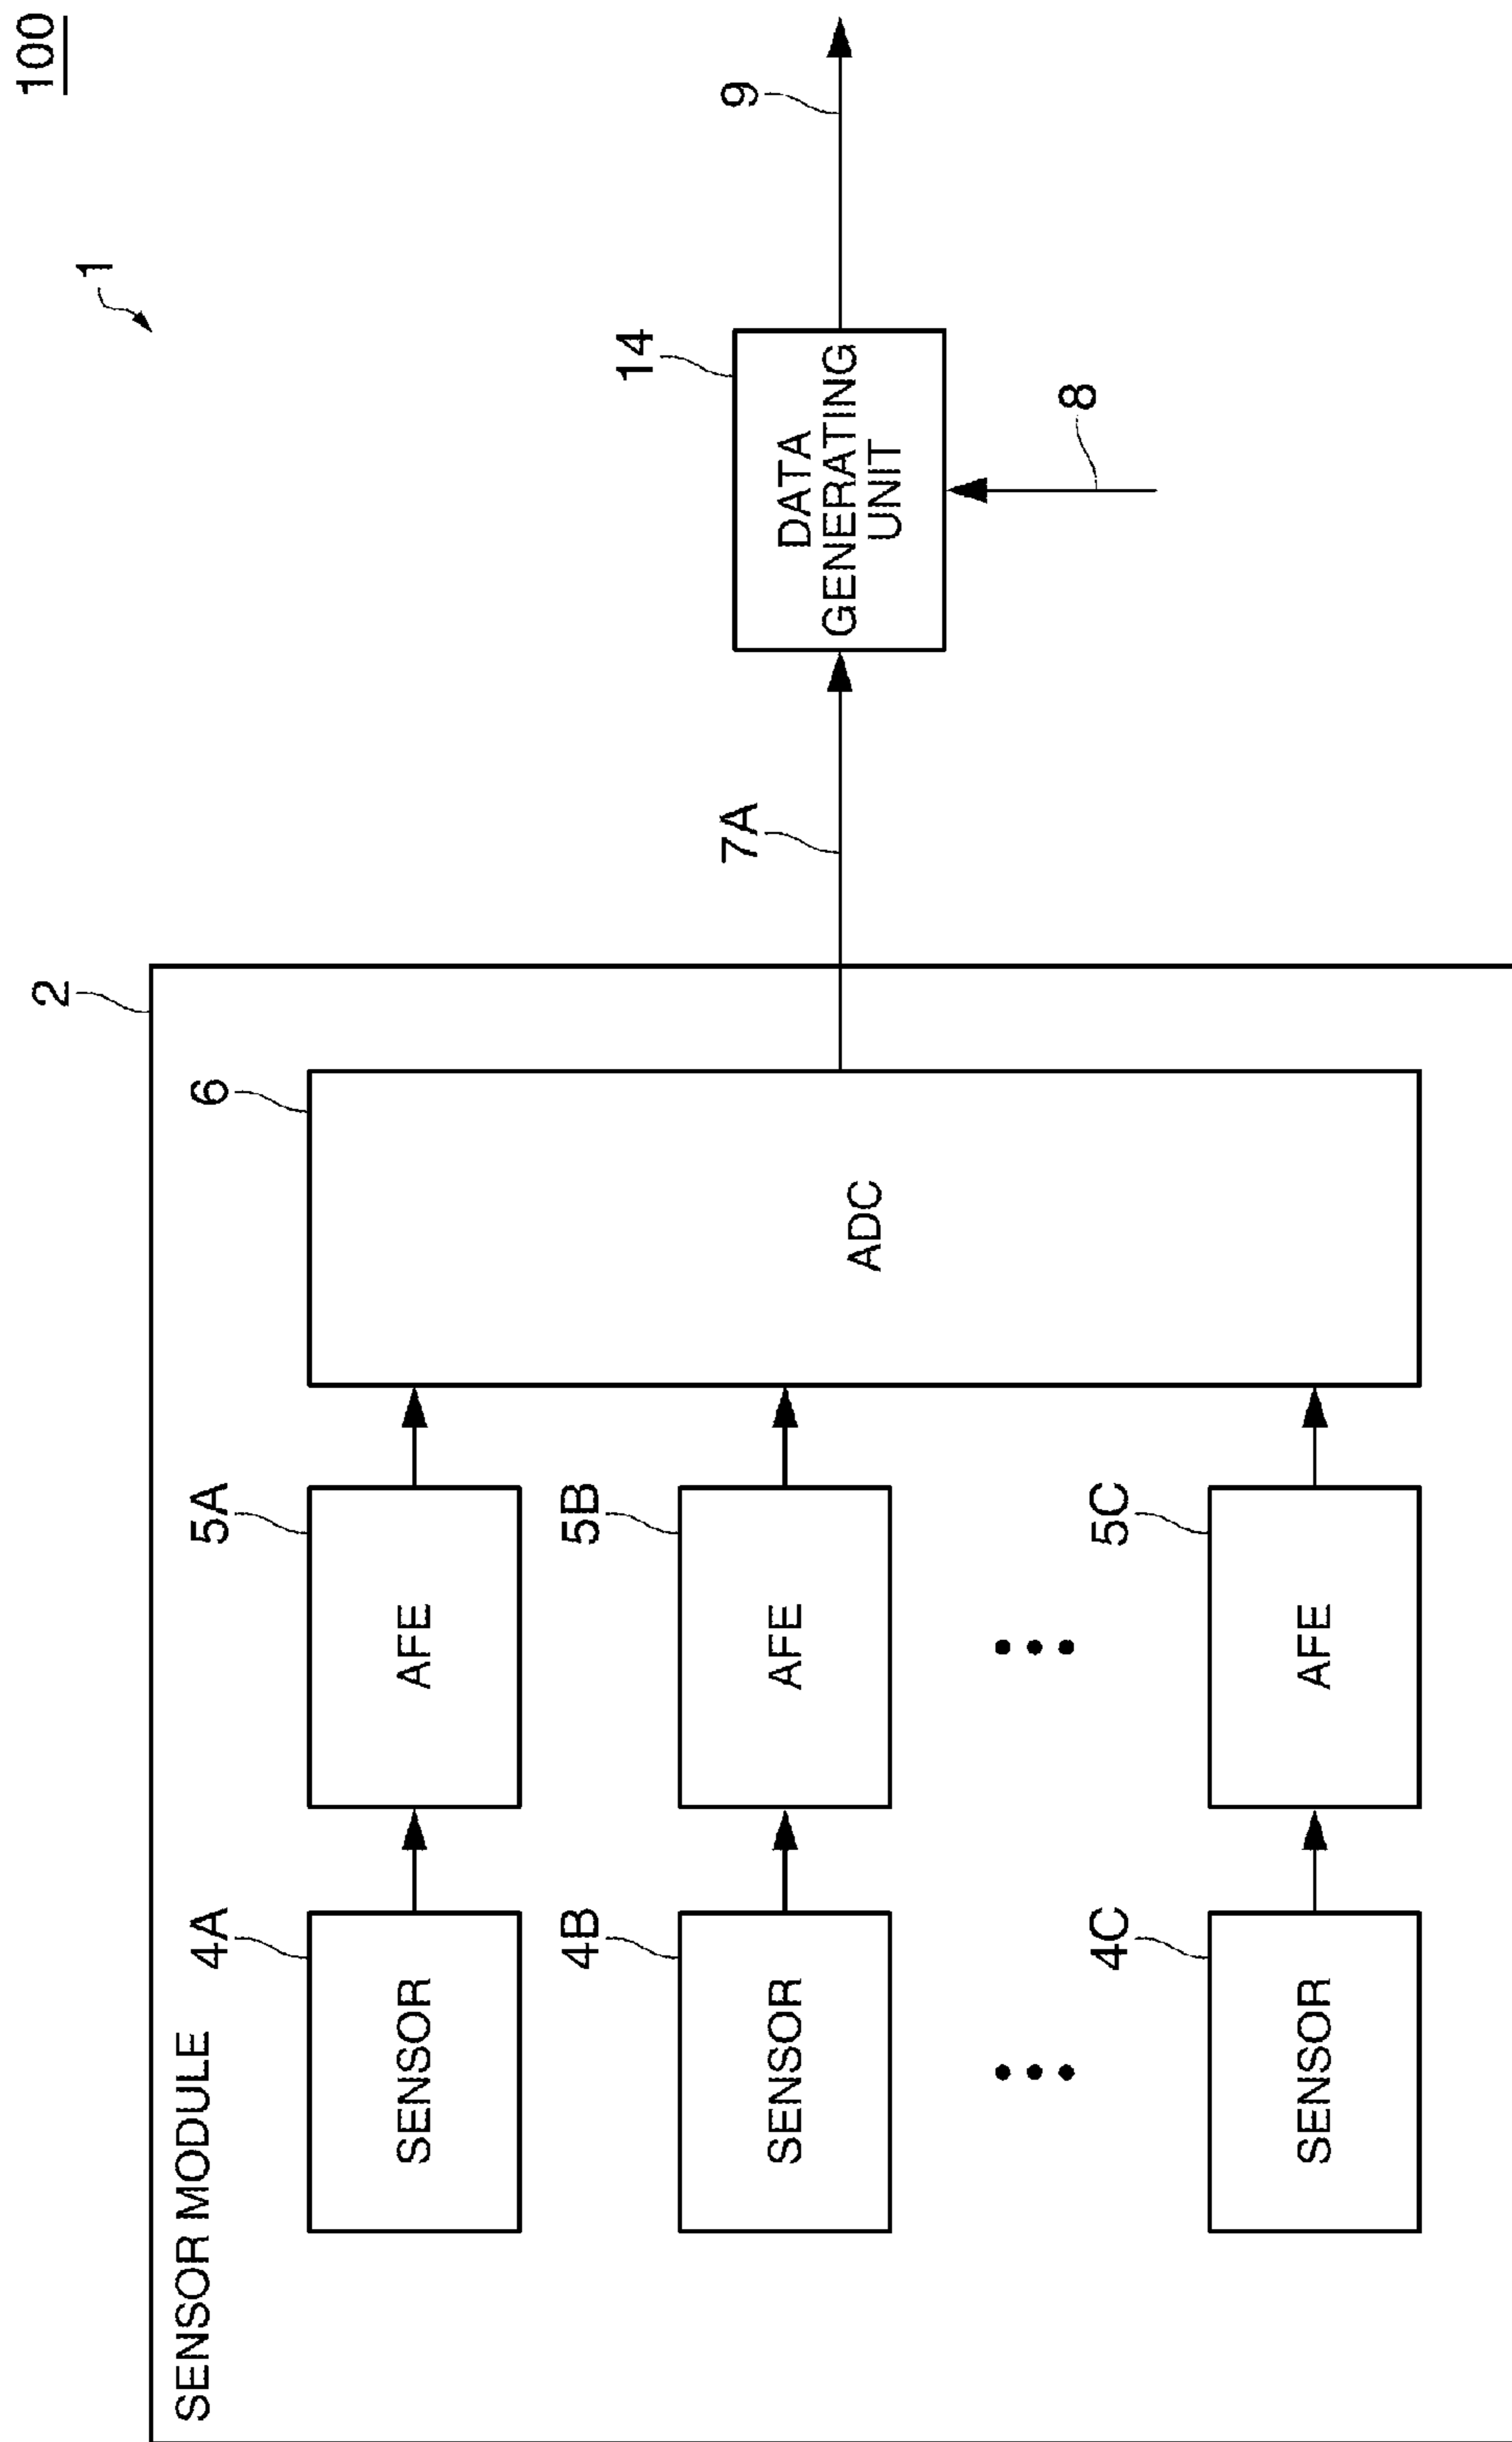 100
1
2
SENSOR MODULE
4A
SENSOR
5A
AFE
6
ADC
4B
SENSOR
5B
AFE
7A
14
DATA
GENERATING
UNIT
9
8
4C
SENSOR
5C
AFE